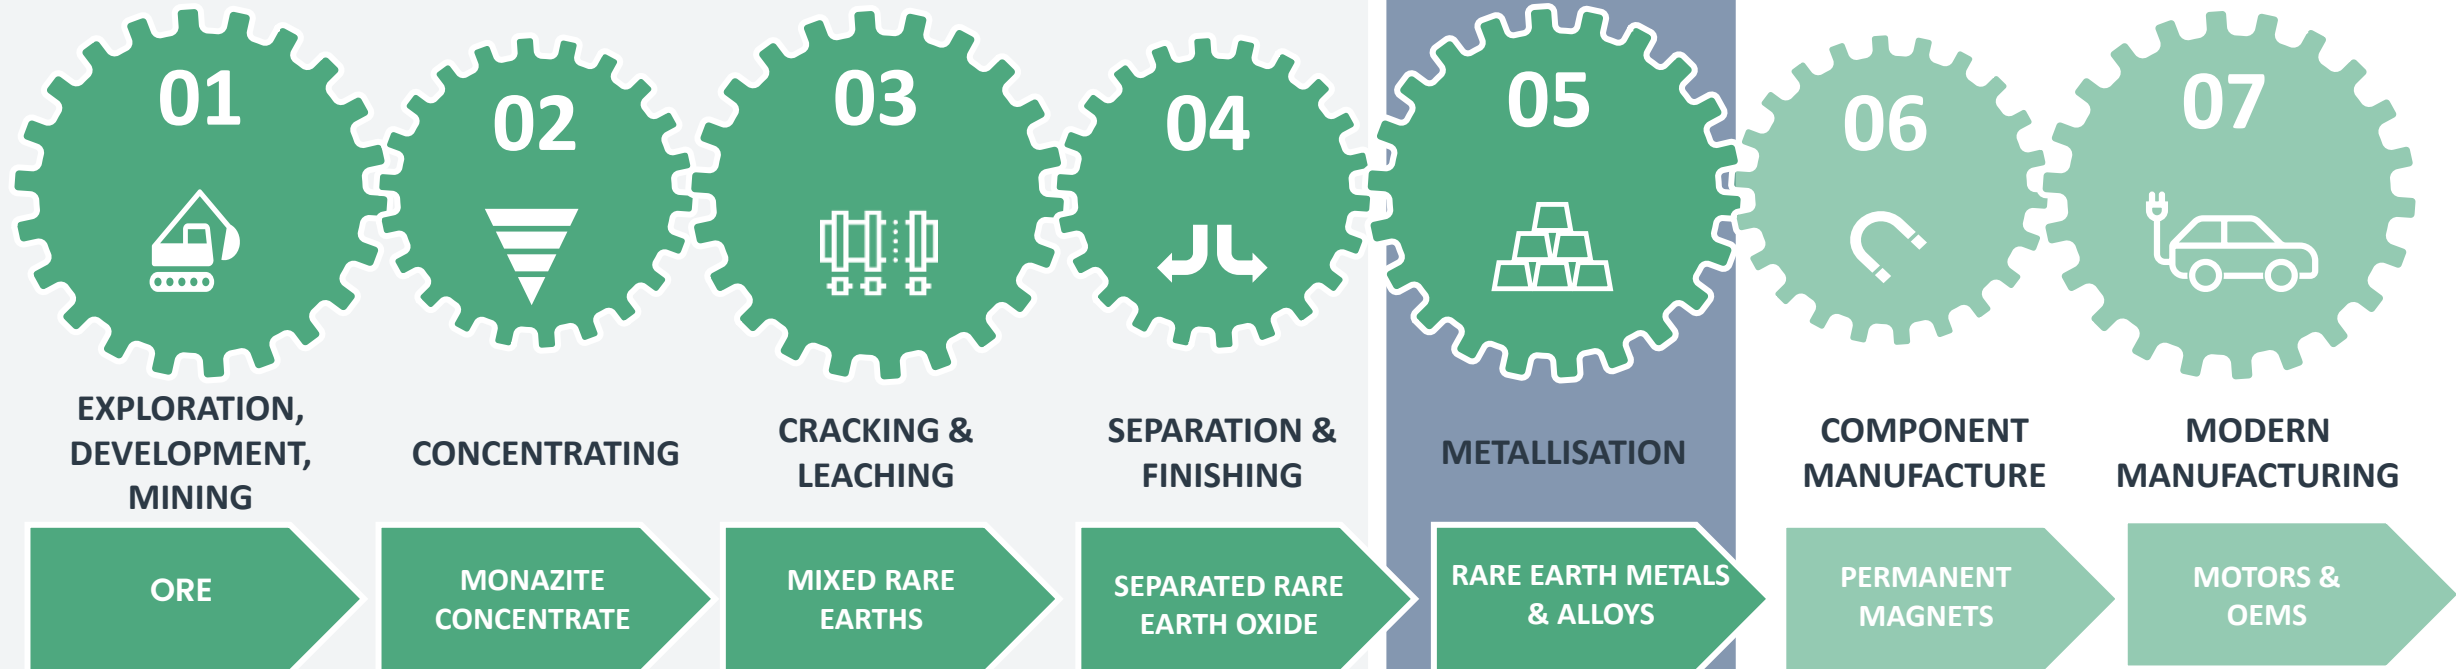 01
02
03
04
05
06
07
EXPLORATION,
DEVELOPMENT,
MINING
CONCENTRATING
CRACKING &
LEACHING
SEPARATION &
FINISHING
METALLISATION
COMPONENT
MANUFACTURE
MODERN
MANUFACTURING
ORE
MONAZITE
CONCENTRATE
MIXED RARE
EARTHS
SEPARATED RARE
EARTH OXIDE
RARE EARTH METALS
& ALLOYS
PERMANENT
MAGNETS
MOTORS &
OEMS